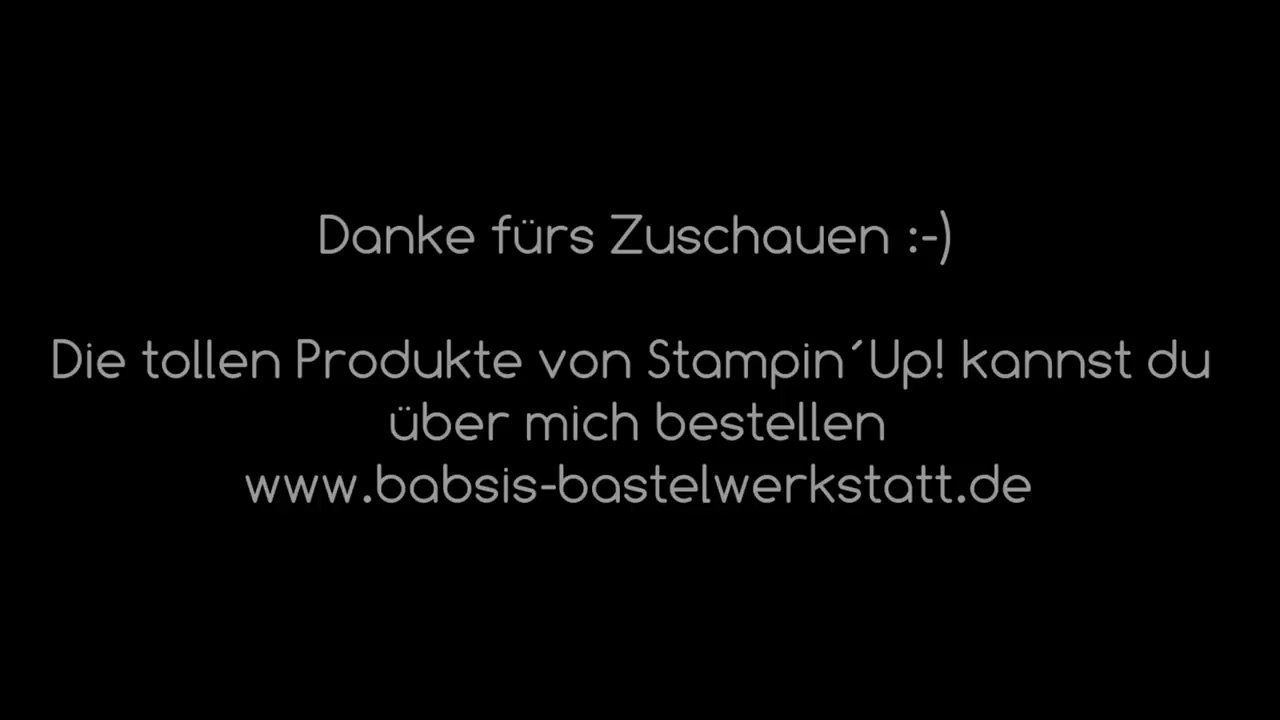 Danke fürs Zuschauen :-)
Die tollen Produkte von Stampin´Up! kannst du
über mich bestellen
www.babsis-bastelwerkstatt.de